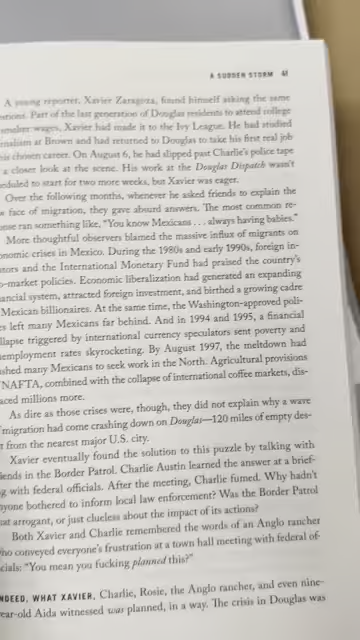 A SUDDEN STORM 41
A young reporter, Xavier Zaragoza, found himself asking the same
Part of the last generation of Douglas residents to attend college
wages, Xavier had made it to the Ivy League. He had studied
at Brown and had returned to Douglas to take his first real job
his chosen career. On August 6, he had slipped past Charlie's police tape
a closer look at the scene. His work at the Douglas Dispatch wasn't
eduled to start for two more weeks, but Xavier was eager.
Over the following months, whenever he asked friends to explain the
face of migration, they gave absurd answers. The most common re-
onse ran something like, "You know Mexicans . . . always having babies."
More thoughtful observers blamed the massive influx of migrants on
onomic crises in Mexico. During the 1980s and early 1990s, foreign in-
tors and the International Monetary Fund had praised the country's
o-market policies. Economic liberalization had generated an expanding
ancial system, attracted foreign investment, and birthed a growing cadre
Mexican billionaires. At the same time, the Washington-approved poli-
es left many Mexicans far behind. And in 1994 and 1995, a financial
llapse triggered by international currency speculators sent poverty and
employment rates skyrocketing. By August 1997, the meltdown had
shed many Mexicans to seek work in the North. Agricultural provisions
NAFTA, combined with the collapse of international coffee markets, dis-
aced millions more.
As dire as those crises were, though, they did not explain why a wave
migration had come crashing down on Douglas—120 miles of empty des-
t from the nearest major U.S. city.
Xavier eventually found the solution to this puzzle by talking with
iends in the Border Patrol. Charlie Austin learned the answer at a brief-
g with federal officials. After the meeting, Charlie fumed. Why hadn't
nyone bothered to inform local law enforcement? Was the Border Patrol
at arrogant, or just clueless about the impact of its actions?
Both Xavier and Charlie remembered the words of an Anglo rancher
ho conveyed everyone's frustration at a town hall meeting with federal of-
cials: "You mean you fucking planned this?"
NDEED, WHAT XAVIER, Charlie, Rosie, the Anglo rancher, and even nine-
ear-old Aida witnessed was planned, in a way. The crisis in Douglas was